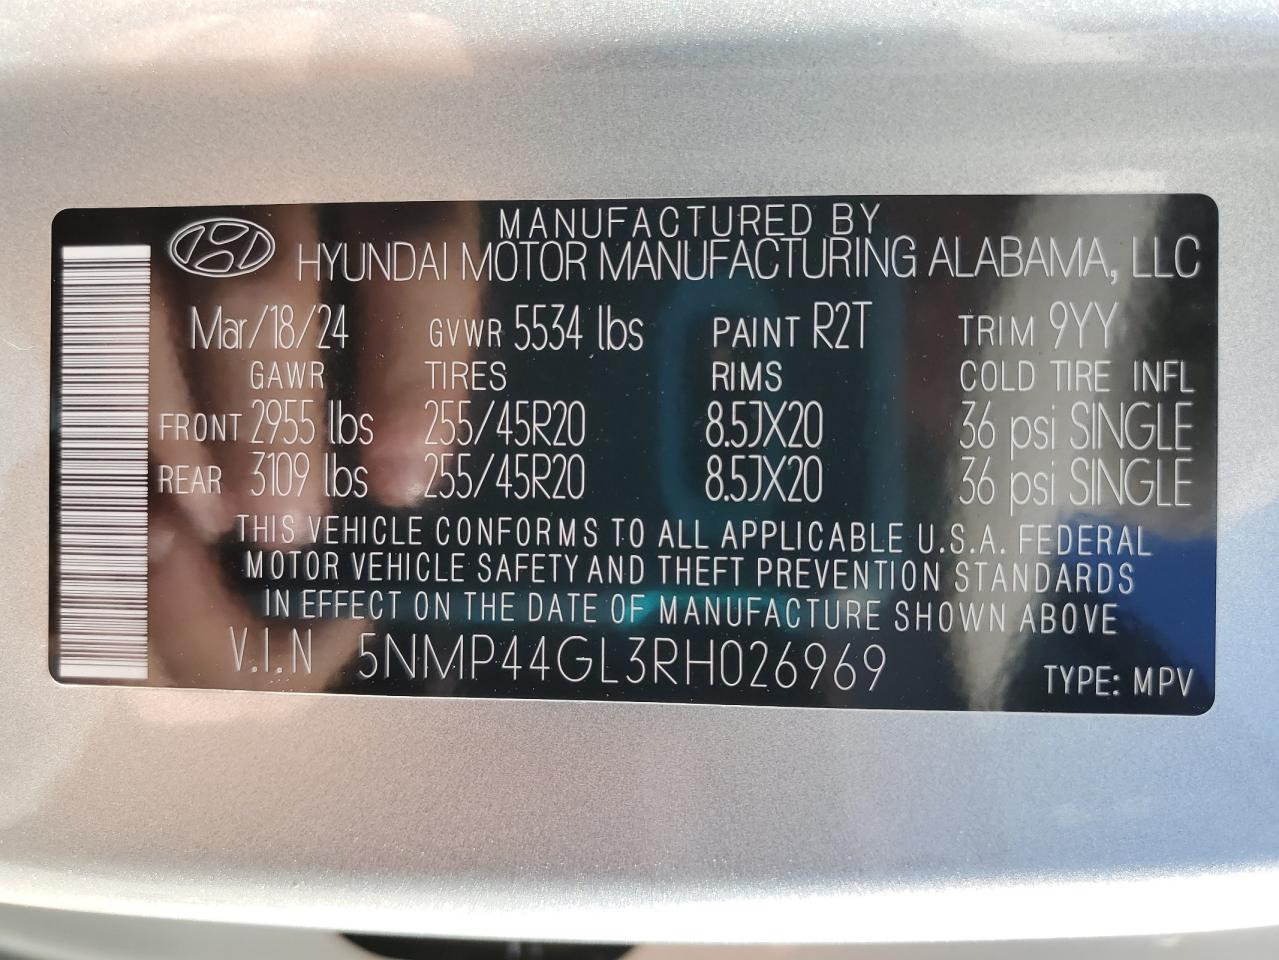 MANUFACTURED BY
HYUNDAI MOTOR MANUFACTURING ALABAMA, LLC
Mar/18/24 GVWR 5534 lbs PAINT R2T TRIM 9YY
GAWR TIRES RIMS COLD TIRE INFL
FRONT 2955 lbs 255/45R20 8.5JX20 36 psi SINGLE
REAR 3109 lbs 255/45R20 8.5JX20 36 psi SINGLE
THIS VEHICLE CONFORMS TO ALL APPLICABLE U.S.A. FEDERAL
MOTOR VEHICLE SAFETY AND THEFT PREVENTION STANDARDS
IN EFFECT ON THE DATE OF MANUFACTURE SHOWN ABOVE
V.I.N 5NMP44GL3RH026969 TYPE: MPV